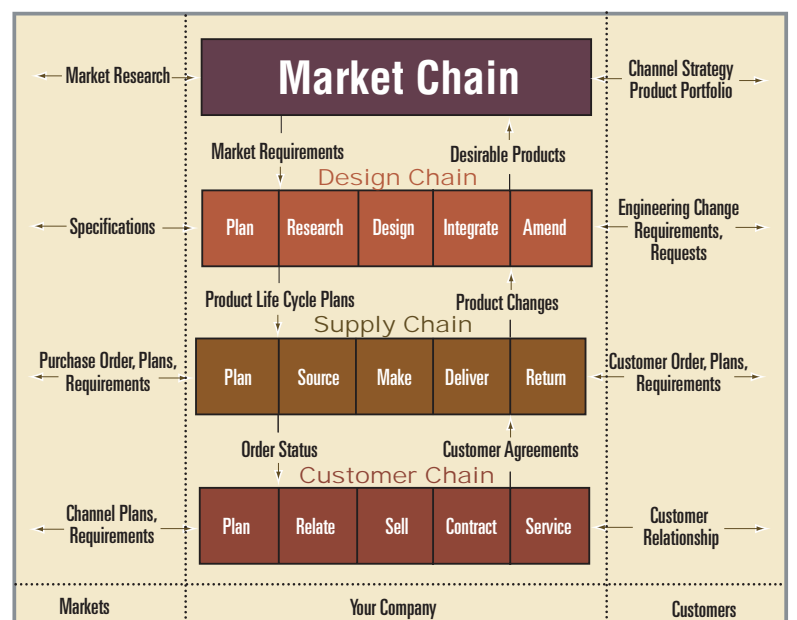 Market Research
Market Chain
Channel Strategy
Product Portfolio
Market Requirements
Desirable Products
Design Chain
Specifications
Plan Research Design Integrate Amend
Engineering Change
Requirements,
Requests
Product Life Cycle Plans
Product Changes
Supply Chain
Purchase Order, Plans,
Requirements
Plan Source Make Deliver Return
Customer Order, Plans,
Requirements
Order Status
Customer Agreements
Customer Chain
Channel Plans,
Requirements
Plan Relate Sell Contract Service
Customer
Relationship
Markets
Your Company
Customers